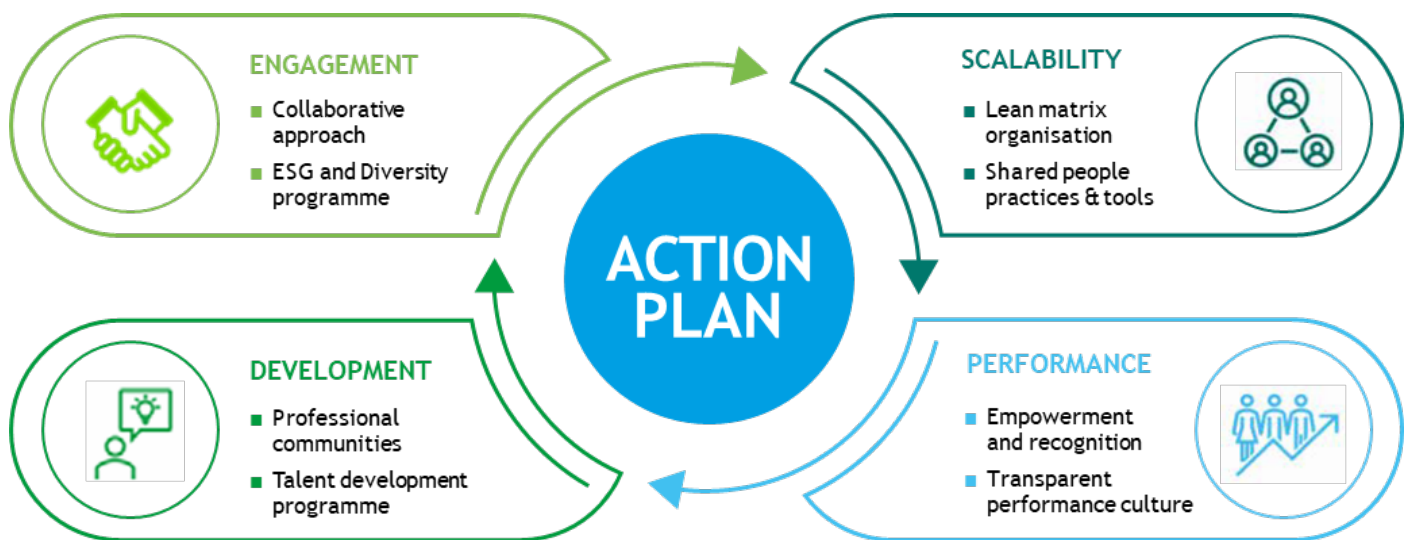 ENGAGEMENT
■ Collaborative
approach
■ ESG and Diversity
programme
SCALABILITY
■ Lean matrix
organisation
■ Shared people
practices & tools
ACTION
PLAN
DEVELOPMENT
■ Professional
communities
■ Talent development
programme
PERFORMANCE
■ Empowerment
and recognition
■ Transparent
performance culture